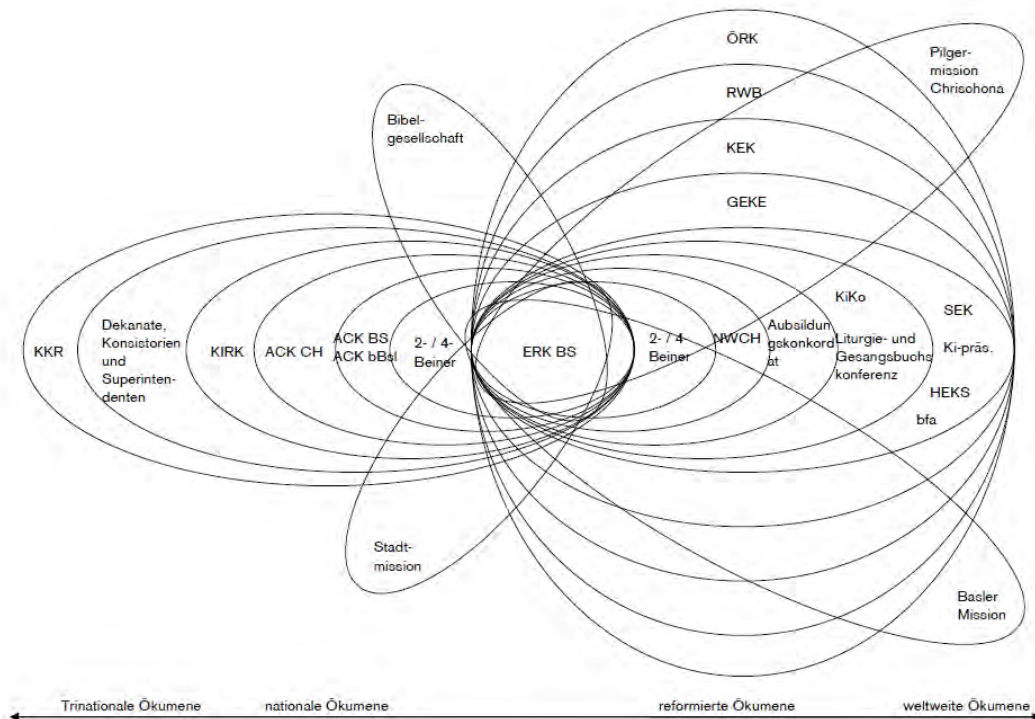 ÖRK
Pilger-
mission
Chrischona
RWB
Bibel-
gesellschaft
KEK
GEKE
KiKo
SEK
Dekanate,
Konsistorien
und
Superinten-
denten
KKR
KIRK
ACK CH
ACK BS
ACK bBsl
2- / 4-
Beiner
ERK BS
2- / 4
Beiner
NWCH
Aubsildun
gskonkord
at
Liturgie- und
Gesangsbuchs
konferenz
Ki-präs.
HEKS
bfa
Stadt-
mission
Basler
Mission
Trinationale Ökumene
nationale Ökumene
reformierte Ökumene
weltweite Ökumene